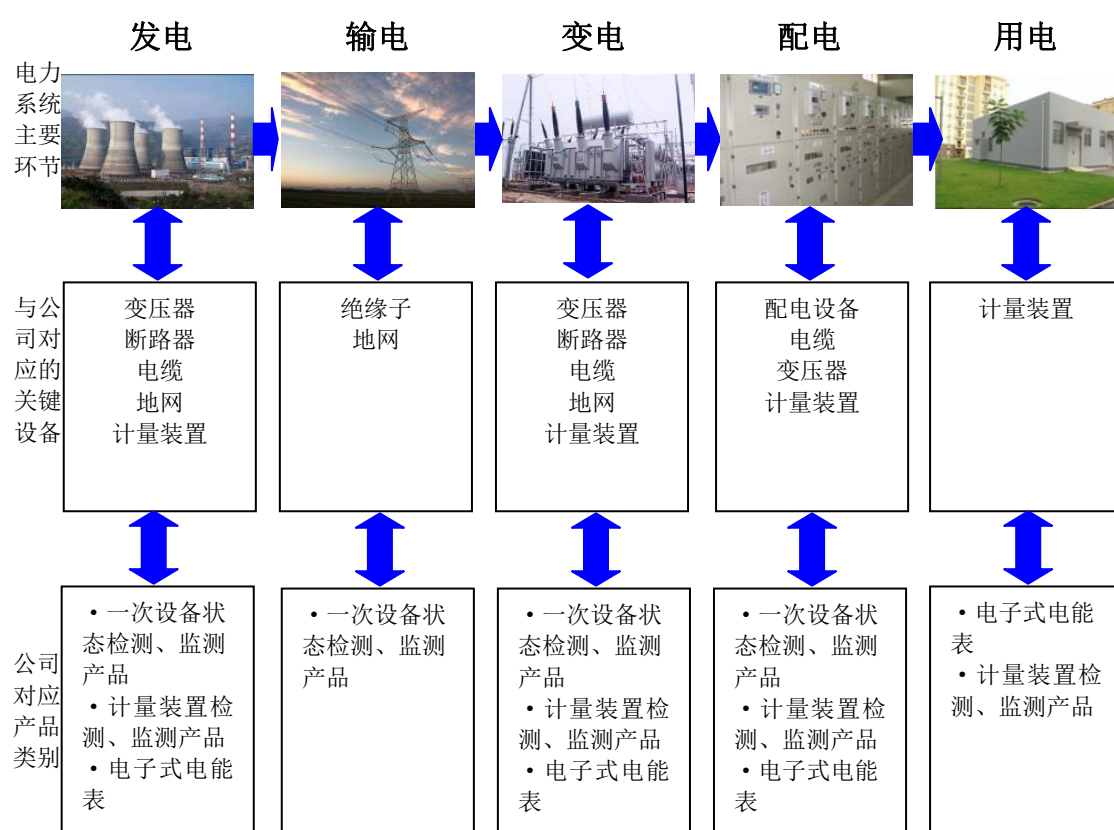 发电 输电 变电 配电 用电
电力
系统
主要
环节
与公
司对
应的
关键
设备
变压器
断路器
电缆
地网
计量装置
绝缘子
地网
变压器
断路器
电缆
地网
计量装置
配电设备
电缆
变压器
计量装置
计量装置
公司
对应
产品
类别
•一次设备状
态检测、监测
产品
•计量装置检
测、监测产品
•电子式电能
表
•一次设备状
态检测、监测
产品
•一次设备状
态检测、监测
产品
•计量装置检
测、监测产品
•电子式电能
表
•一次设备状
态检测、监测
产品
•计量装置检
测、监测产品
•电子式电能
表
•电子式电能
表
•计量装置检
测、监测产品